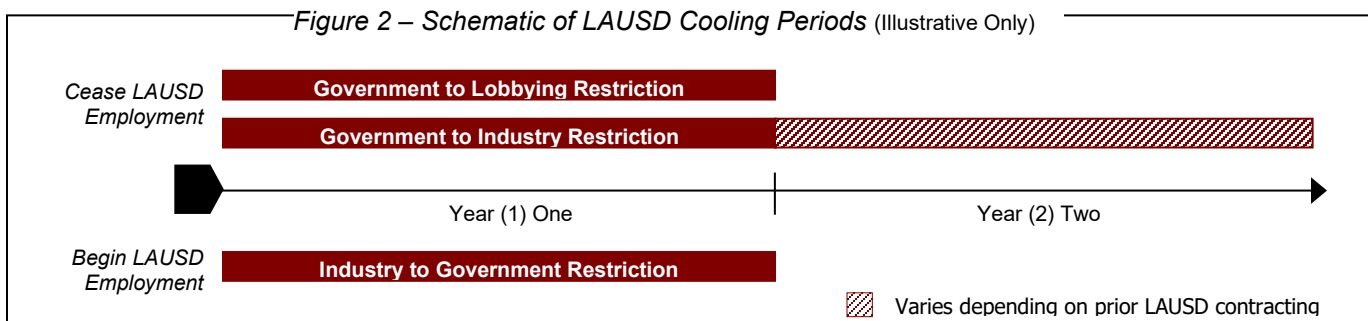 Figure 2 – Schematic of LAUSD Cooling Periods (Illustrative Only)
Cease LAUSD
Employment
Government to Lobbying Restriction
Government to Industry Restriction
Year (1) One
Year (2) Two
Begin LAUSD
Employment
Industry to Government Restriction
Varies depending on prior LAUSD contracting